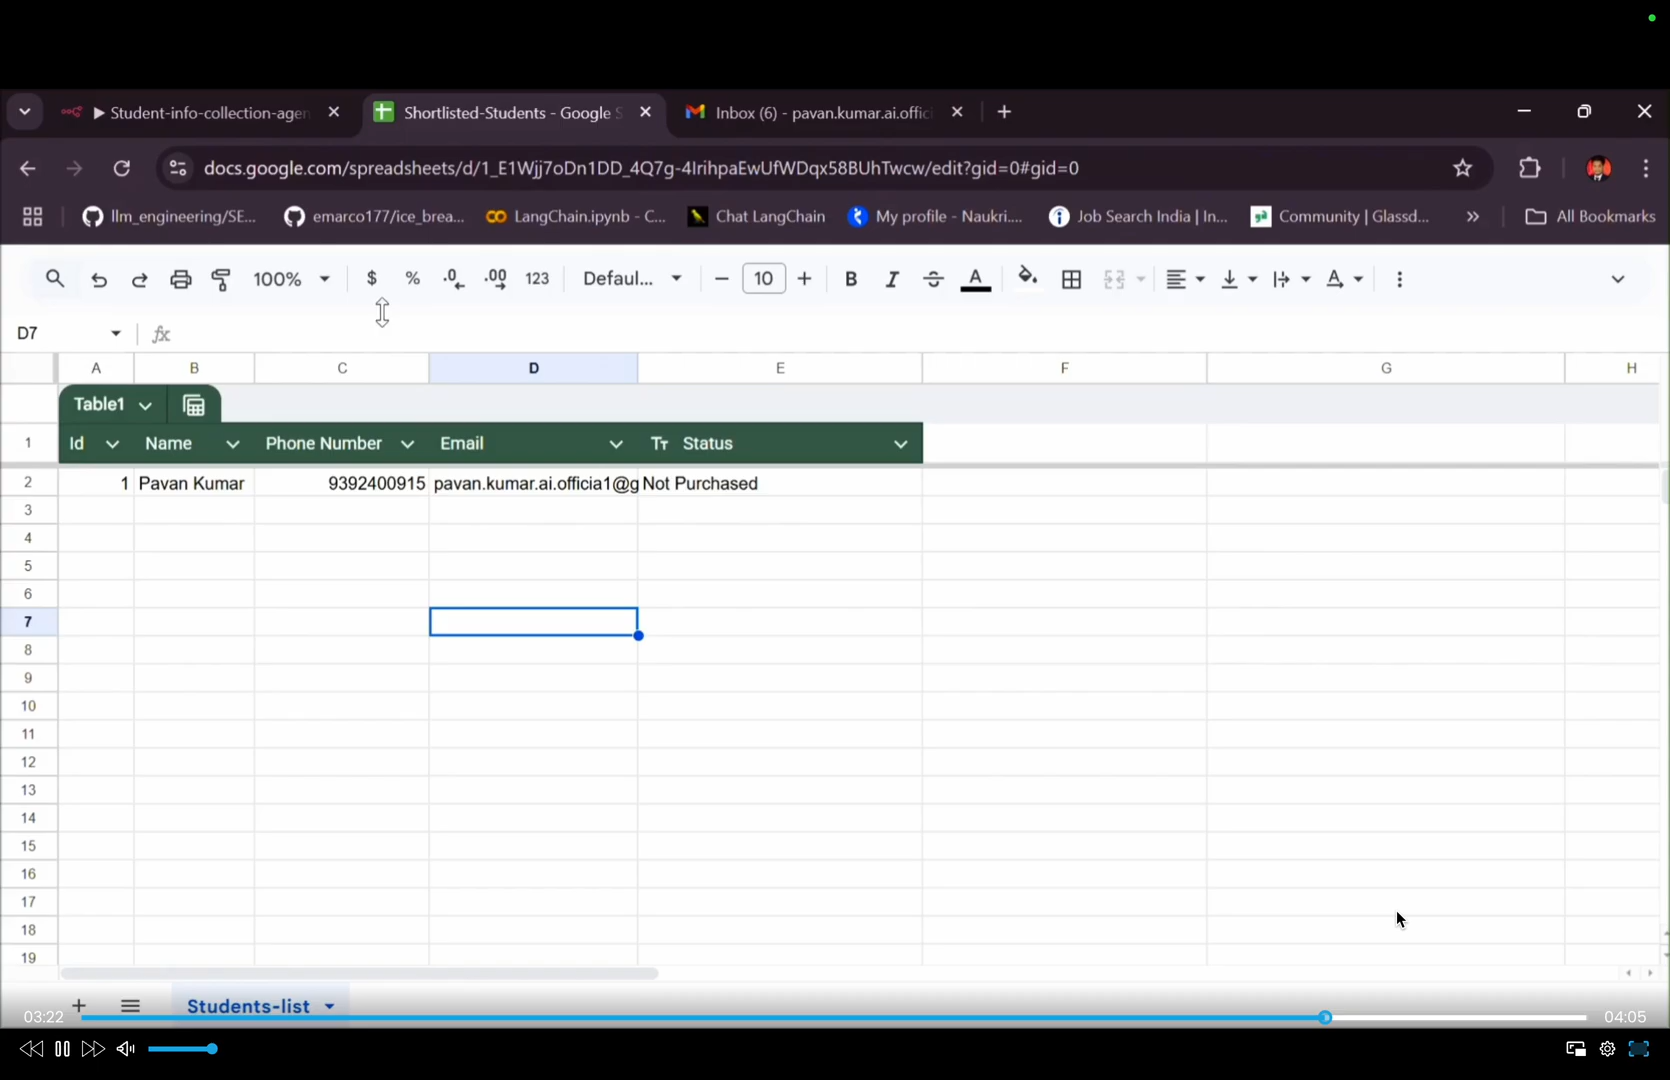 ▶ Student-info-collection-agen
Shortlisted-Students - Google S
Inbox (6) - pavan.kumar.ai.offici
docs.google.com/spreadsheets/d/1_E1Wjj7oDn1DD_4Q7g-4IrihpaEwUfWDqx58BUhTwcw/edit?gid=0#gid=0
llm_engineering/SE...
emarco177/ice_brea...
LangChain.ipynb - C...
Chat LangChain
My profile - Naukri....
Job Search India | In...
Community | Glassd...
All Bookmarks
100% $ % .0 .00 123 Defaul... 10 B I A
D7 fx
A B C D E F G H
Table1
1 Id Name Phone Number Email Tт Status
2 1 Pavan Kumar 9392400915 pavan.kumar.ai.officia1@g Not Purchased
3
4
5
6
7
8
9
10
11
12
13
14
15
16
17
18
19
Students-list
03:22 04:05